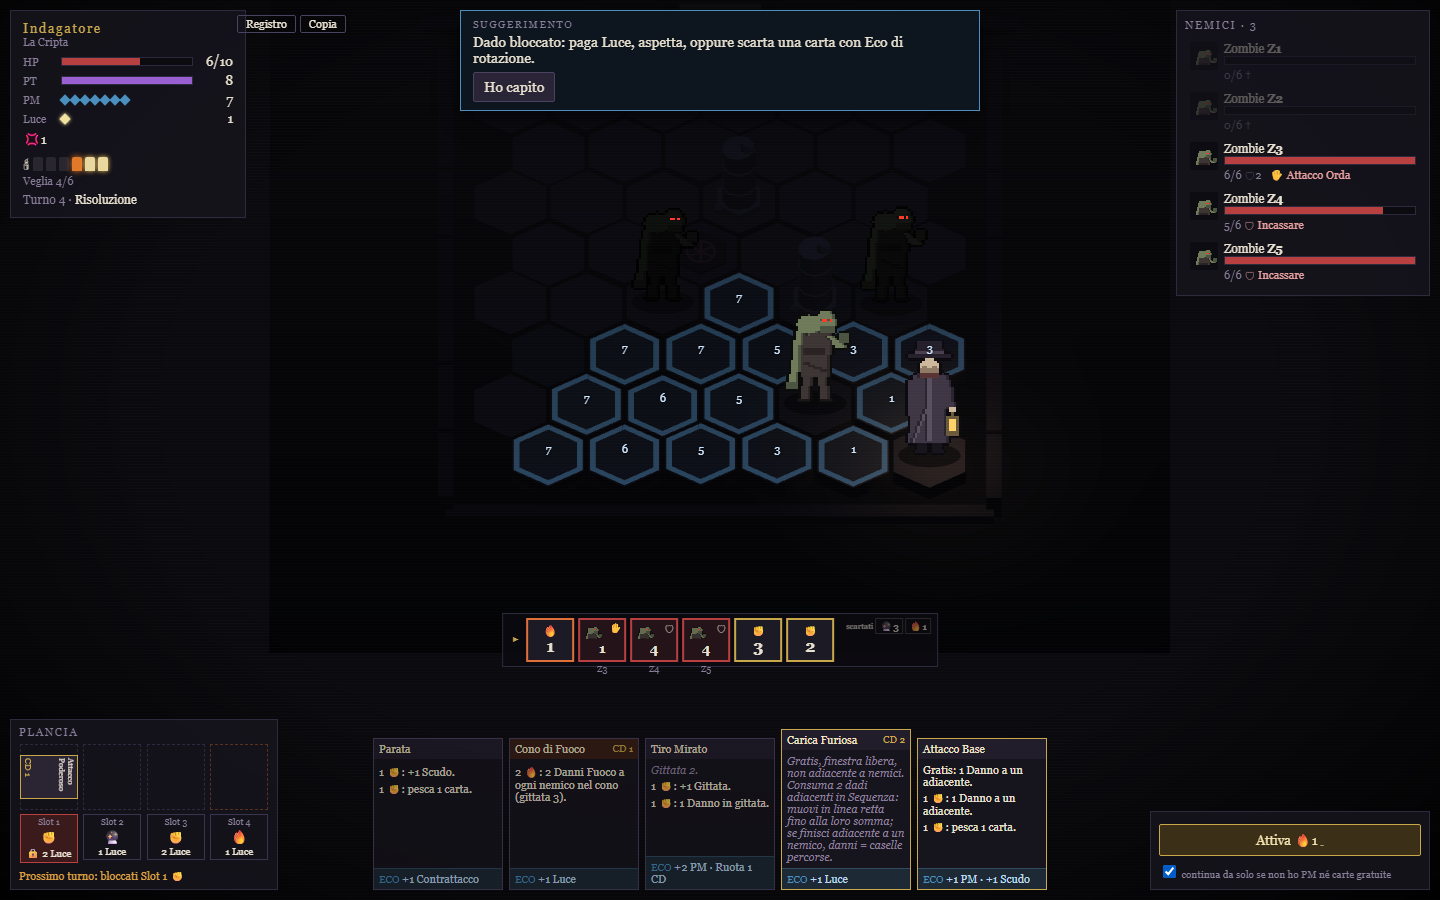 Indagatore
La Cripta
HP 6/10
PT 8
PM 7
Luce 1
1
Veglia 4/6
Turno 4 · Risoluzione
Registro
Copia
SUGGERIMENTO
Dado bloccato: paga Luce, aspetta, oppure scarta una carta con Eco di
rotazione.
Ho capito
NEMICI · 3
Zombie Z1
0/6 †
Zombie Z2
0/6 †
Zombie Z3
6/6 2 Attacco Orda
Zombie Z4
5/6 Incassare
Zombie Z5
6/6 Incassare
7
7 7 5 3 3
7 6 5 1
7 6 5 3 1
1 1 4 4 3 2
Z3 Z4 Z5
scartati 3 1
PLANCIA
CD 1
Attacco
Poderoso
Slot 1
2 Luce
Slot 2
1 Luce
Slot 3
2 Luce
Slot 4
1 Luce
Prossimo turno: bloccati Slot 1
Parata
1 : +1 Scudo.
1 : pesca 1 carta.
ECO +1 Contrattacco
Cono di Fuoco CD 1
2 : 2 Danni Fuoco a
ogni nemico nel cono
(gittata 3).
ECO +1 Luce
Tiro Mirato
Gittata 2.
1 : +1 Gittata.
1 : 1 Danno in gittata.
ECO +2 PM · Ruota 1
CD
Carica Furiosa CD 2
Gratis, finestra libera,
non adiacente a nemici.
Consuma 2 dadi
adiacenti in Sequenza:
muovi in linea retta
fino alla loro somma;
se finisci adiacente a un
nemico, danni = caselle
percorse.
ECO +1 Luce
Attacco Base
Gratis: 1 Danno a un
adiacente.
1 : 1 Danno a un
adiacente.
1 : pesca 1 carta.
ECO +1 PM · +1 Scudo
Attiva 1
continua da solo se non ho PM né carte gratuite